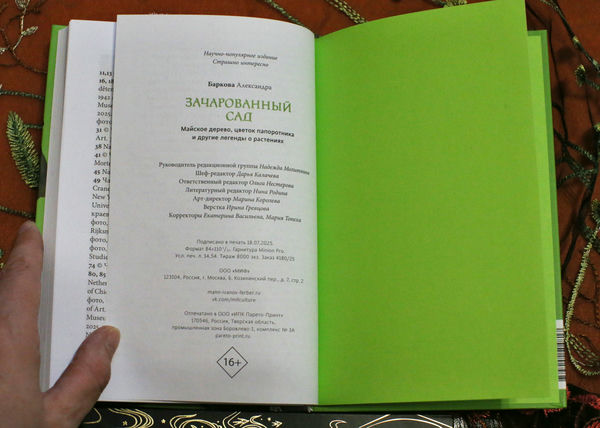 Научно-популярное издание
Страшно интересно
Баркова Александра
ЗАЧАРОВАННЫЙ
САД
Майское дерево, цветок папоротника
и другие легенды о растениях
Руководитель редакционной группы Надежда Молитвина
Шеф-редактор Дарья Калачева
Ответственный редактор Ольга Нестерова
Литературный редактор Нина Родина
Арт-директор Марина Коротева
Верстка Ирина Гревцова
Корректоры Екатерина Васильева, Мария
Подписано в печать 18.07.2025.
Формат 84×110 1/32. Гарнитура Minion Pro.
Усл. печ. л. 34,54. Тираж 8000 экз. Заказ 4180/25
ООО «МИФ»
123104, Россия, г. Москва, Б. Козихинский пер., д. 7, стр. 2
mann-ivanov-ferber.ru
vk.com/mifculture
Отпечатано в ООО «ИПК Парето-Принт»
170546, Россия, Тверская область,
промышленная зона Боровлево-1, комплекс № 3А
pareto-print.ru
16+